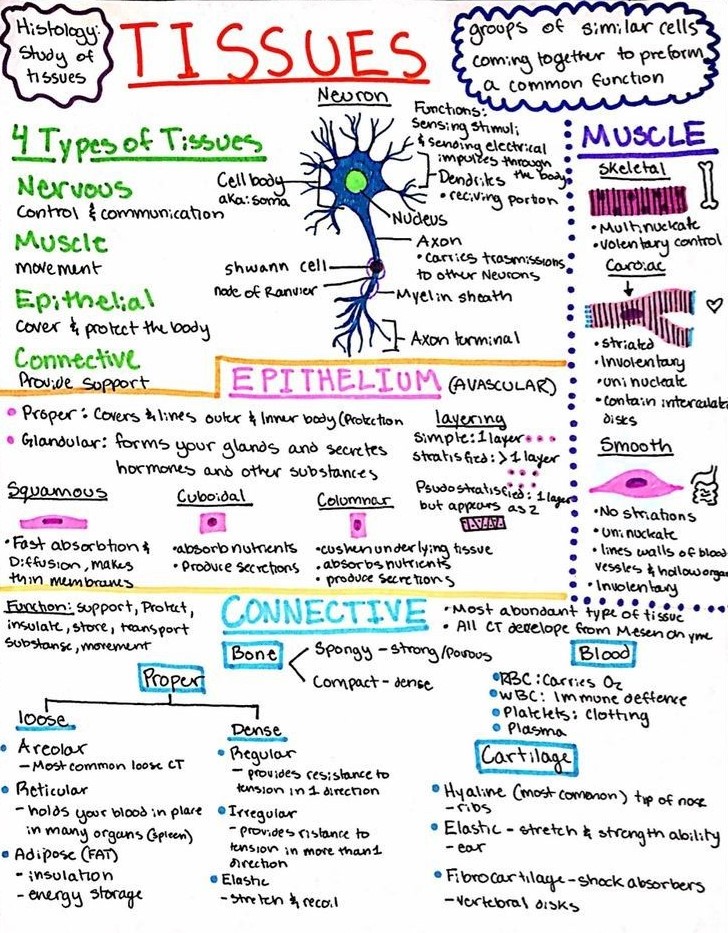 Histology:
Study of
tissues
TISSUES
groups of similar cells
coming together to preform
a common function
4 Types of Tissues
Nervous
Control & communication
Muscle
movement
Epithelial
Cover & protect the body
Connective
Provide support
Neuron
Functions:
sensing stimuli
& sending electrical
impulzes through
the body
Cell body
aka: soma
Dendrites
• reciving porton
Nucleus
Axon
• Carries trasmissions
to other Neurons
shwann cell
node of Ranvier
Myelin sheath
Axon terminal
MUSCLE
Skeletal
• Multinuckate
• Volentary control
Cardiac
• striated
• Involentary
• uni nucleate
• contain intercalate
disks
Smooth
• No striations
• uni nuckate
• lines walls of blood
vessles & hollow organ
• Involentary
EPITHELIUM (AVASCULAR)
• Proper: Covers & lines outer & Inner body (Protection
• Glandular: forms your glands and secretes
hormones and other substances
layering
Simple: 1 layer
stratisfied: >1 layer
Psudostratisfied: 1 layer
but appears as 2
Squamous
• Fast absorbtion &
Diffusion, makes
thin membranes
Cuboidal
• absorb nutrients
• Produce secretions
Columnar
• cushen underlying tissue
• absorbs nutrients
• produce secretions
CONNECTIVE
Function: support, Protect,
insulate, store, transport
substanse, movement
• Most abundant type of tissue
• All CT develope from Mesenchyme
Bone
Spongy - strong/porous
Compact - dense
Blood
• RBC: Carries O2
• WBC: Immune deffence
• Platelets: Clotting
• Plasma
Proper
loose
• Areolar
- Most common loose CT
• Reticular
- holds your blood in place
in many organs (spleen)
• Adipose (FAT)
- insulation
- energy storage
Dense
• Regular
- provides resistance to
tension in 1 direction
• Irregular
- provides ristance to
tension in more than 1
direction
• Elastic
- stretch & recoil
Cartilage
• Hyaline (most common) tip of nose
- ribs
• Elastic - stretch & strength ability
- ear
• Fibrocartilage - shock absorbers
- vertebral disks